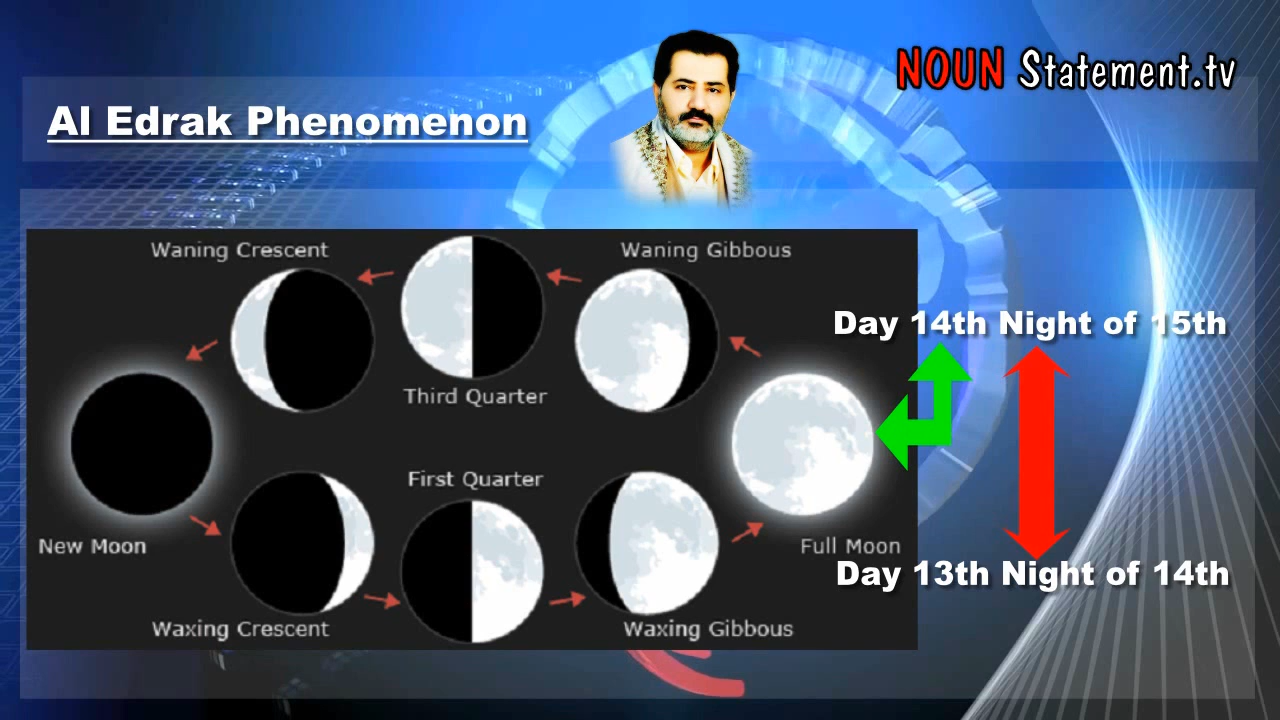 NOUN Statement.tv
Al Edrak Phenomenon
Waning Crescent
Waning Gibbous
Day 14th Night of 15th
Third Quarter
First Quarter
New Moon
Full Moon
Day 13th Night of 14th
Waxing Crescent
Waxing Gibbous